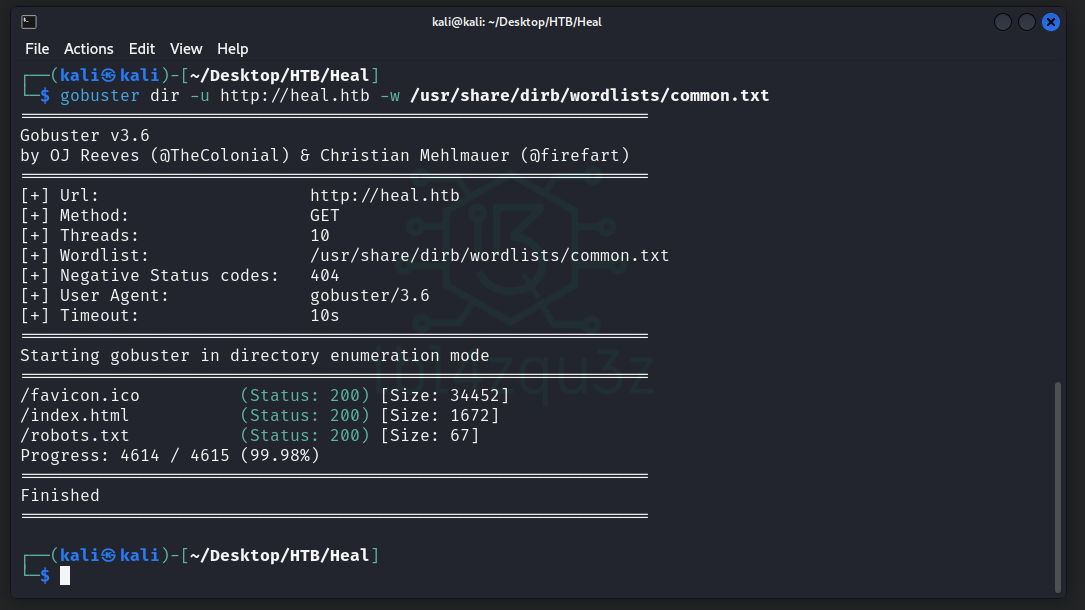 kali@kali: ~/Desktop/HTB/Heal
File Actions Edit View Help
┌──(kali㉿kali)-[~/Desktop/HTB/Heal]
└─$ gobuster dir -u http://heal.htb -w /usr/share/dirb/wordlists/common.txt
===============================================================
Gobuster v3.6
by OJ Reeves (@TheColonial) & Christian Mehlmauer (@firefart)
===============================================================
[+] Url:                     http://heal.htb
[+] Method:                  GET
[+] Threads:                 10
[+] Wordlist:                /usr/share/dirb/wordlists/common.txt
[+] Negative Status codes:   404
[+] User Agent:              gobuster/3.6
[+] Timeout:                 10s
===============================================================
Starting gobuster in directory enumeration mode
===============================================================
/favicon.ico          (Status: 200) [Size: 34452]
/index.html           (Status: 200) [Size: 1672]
/robots.txt           (Status: 200) [Size: 67]
Progress: 4614 / 4615 (99.98%)
===============================================================
Finished
===============================================================
┌──(kali㉿kali)-[~/Desktop/HTB/Heal]
└─$